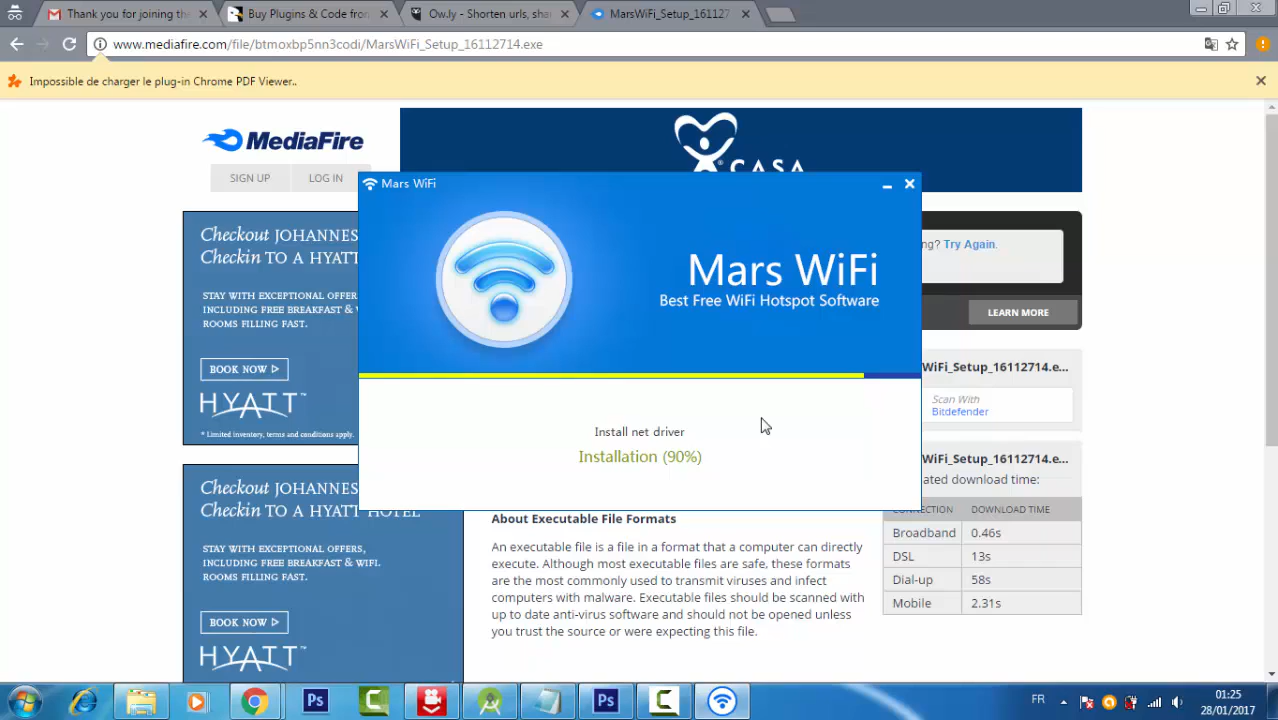 Thank you for joining the
Buy Plugins & Code from
Ow.ly - Shorten urls, sha
MarsWiFi_Setup_161127
www.mediafire.com/file/btmoxbp5nn3codi/MarsWiFi_Setup_16112714.exe
Impossible de charger le plug-in Chrome PDF Viewer..
MediaFire
SIGN UP
LOG IN
CASA
Checkout JOHANNES
Checkin TO A HYATT
STAY WITH EXCEPTIONAL OFFER
INCLUDING FREE BREAKFAST & W
ROOMS FILLING FAST.
BOOK NOW
HYATT
* Limited inventory, terms and conditions apply.
Mars WiFi
Mars WiFi
Best Free WiFi Hotspot Software
Install net driver
Installation (90%)
ng? Try Again.
LEARN MORE
WiFi_Setup_16112714.e...
Scan With
Bitdefender
WiFi_Setup_16112714.e...
ated download time:
CONNECTION DOWNLOAD TIME
Broadband 0.46s
DSL 13s
Dial-up 58s
Mobile 2.31s
Checkout JOHANNES
Checkin TO A HYATT HOTEL
STAY WITH EXCEPTIONAL OFFERS,
INCLUDING FREE BREAKFAST & WIFI.
ROOMS FILLING FAST.
BOOK NOW
HYATT
About Executable File Formats
An executable file is a file in a format that a computer can directly
execute. Although most executable files are safe, these formats
are the most commonly used to transmit viruses and infect
computers with malware. Executable files should be scanned with
up to date anti-virus software and should not be opened unless
you trust the source or were expecting this file.
Ps
C
Ps
C
FR
01:25
28/01/2017